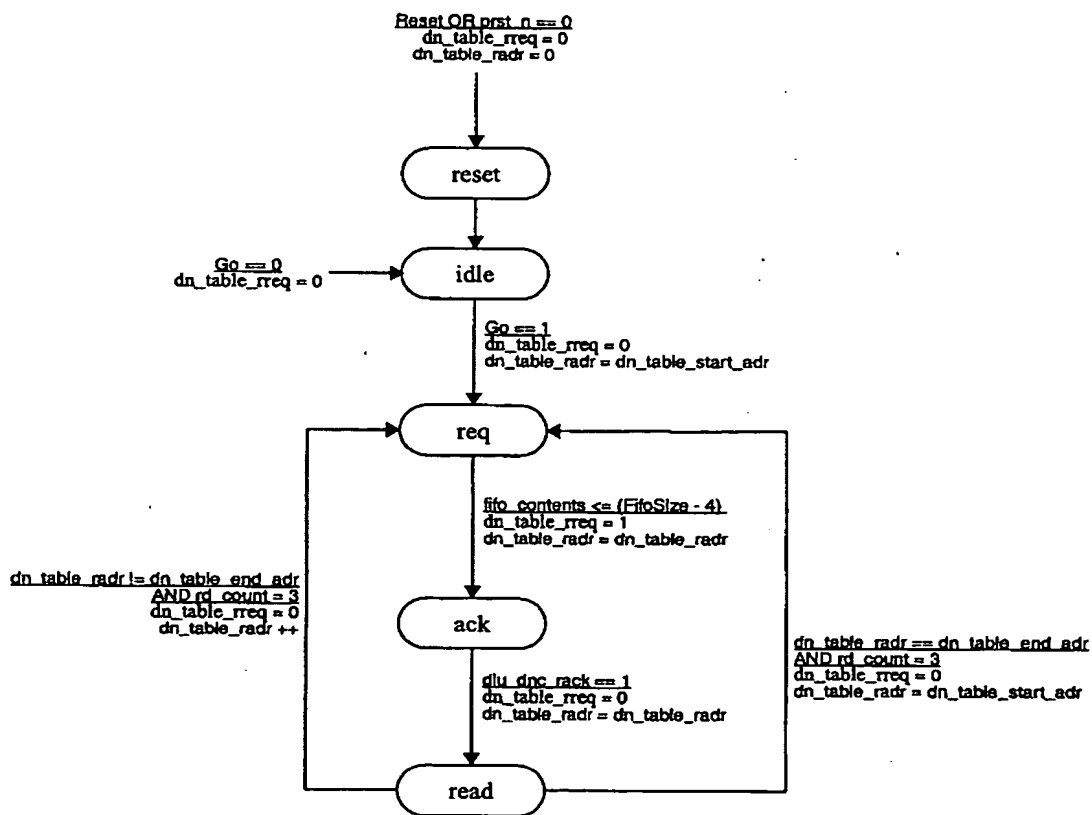 Reset OR prst_n == 0
dn_table_rreq = 0
dn_table_radr = 0
reset
idle
Go == 0
dn_table_rreq = 0
Go == 1
dn_table_rreq = 0
dn_table_radr = dn_table_start_adr
req
fifo_contents <= (FifoSize - 4)
dn_table_rreq = 1
dn_table_radr = dn_table_radr
dn_table_radr != dn_table_end_adr
AND rd_count = 3
dn_table_rreq = 0
dn_table_radr ++
ack
dn_table_radr == dn_table_end_adr
AND rd_count = 3
dn_table_rreq = 0
dn_table_radr = dn_table_start_adr
diu_dnc_rack == 1
dn_table_rreq = 0
dn_table_radr = dn_table_radr
read